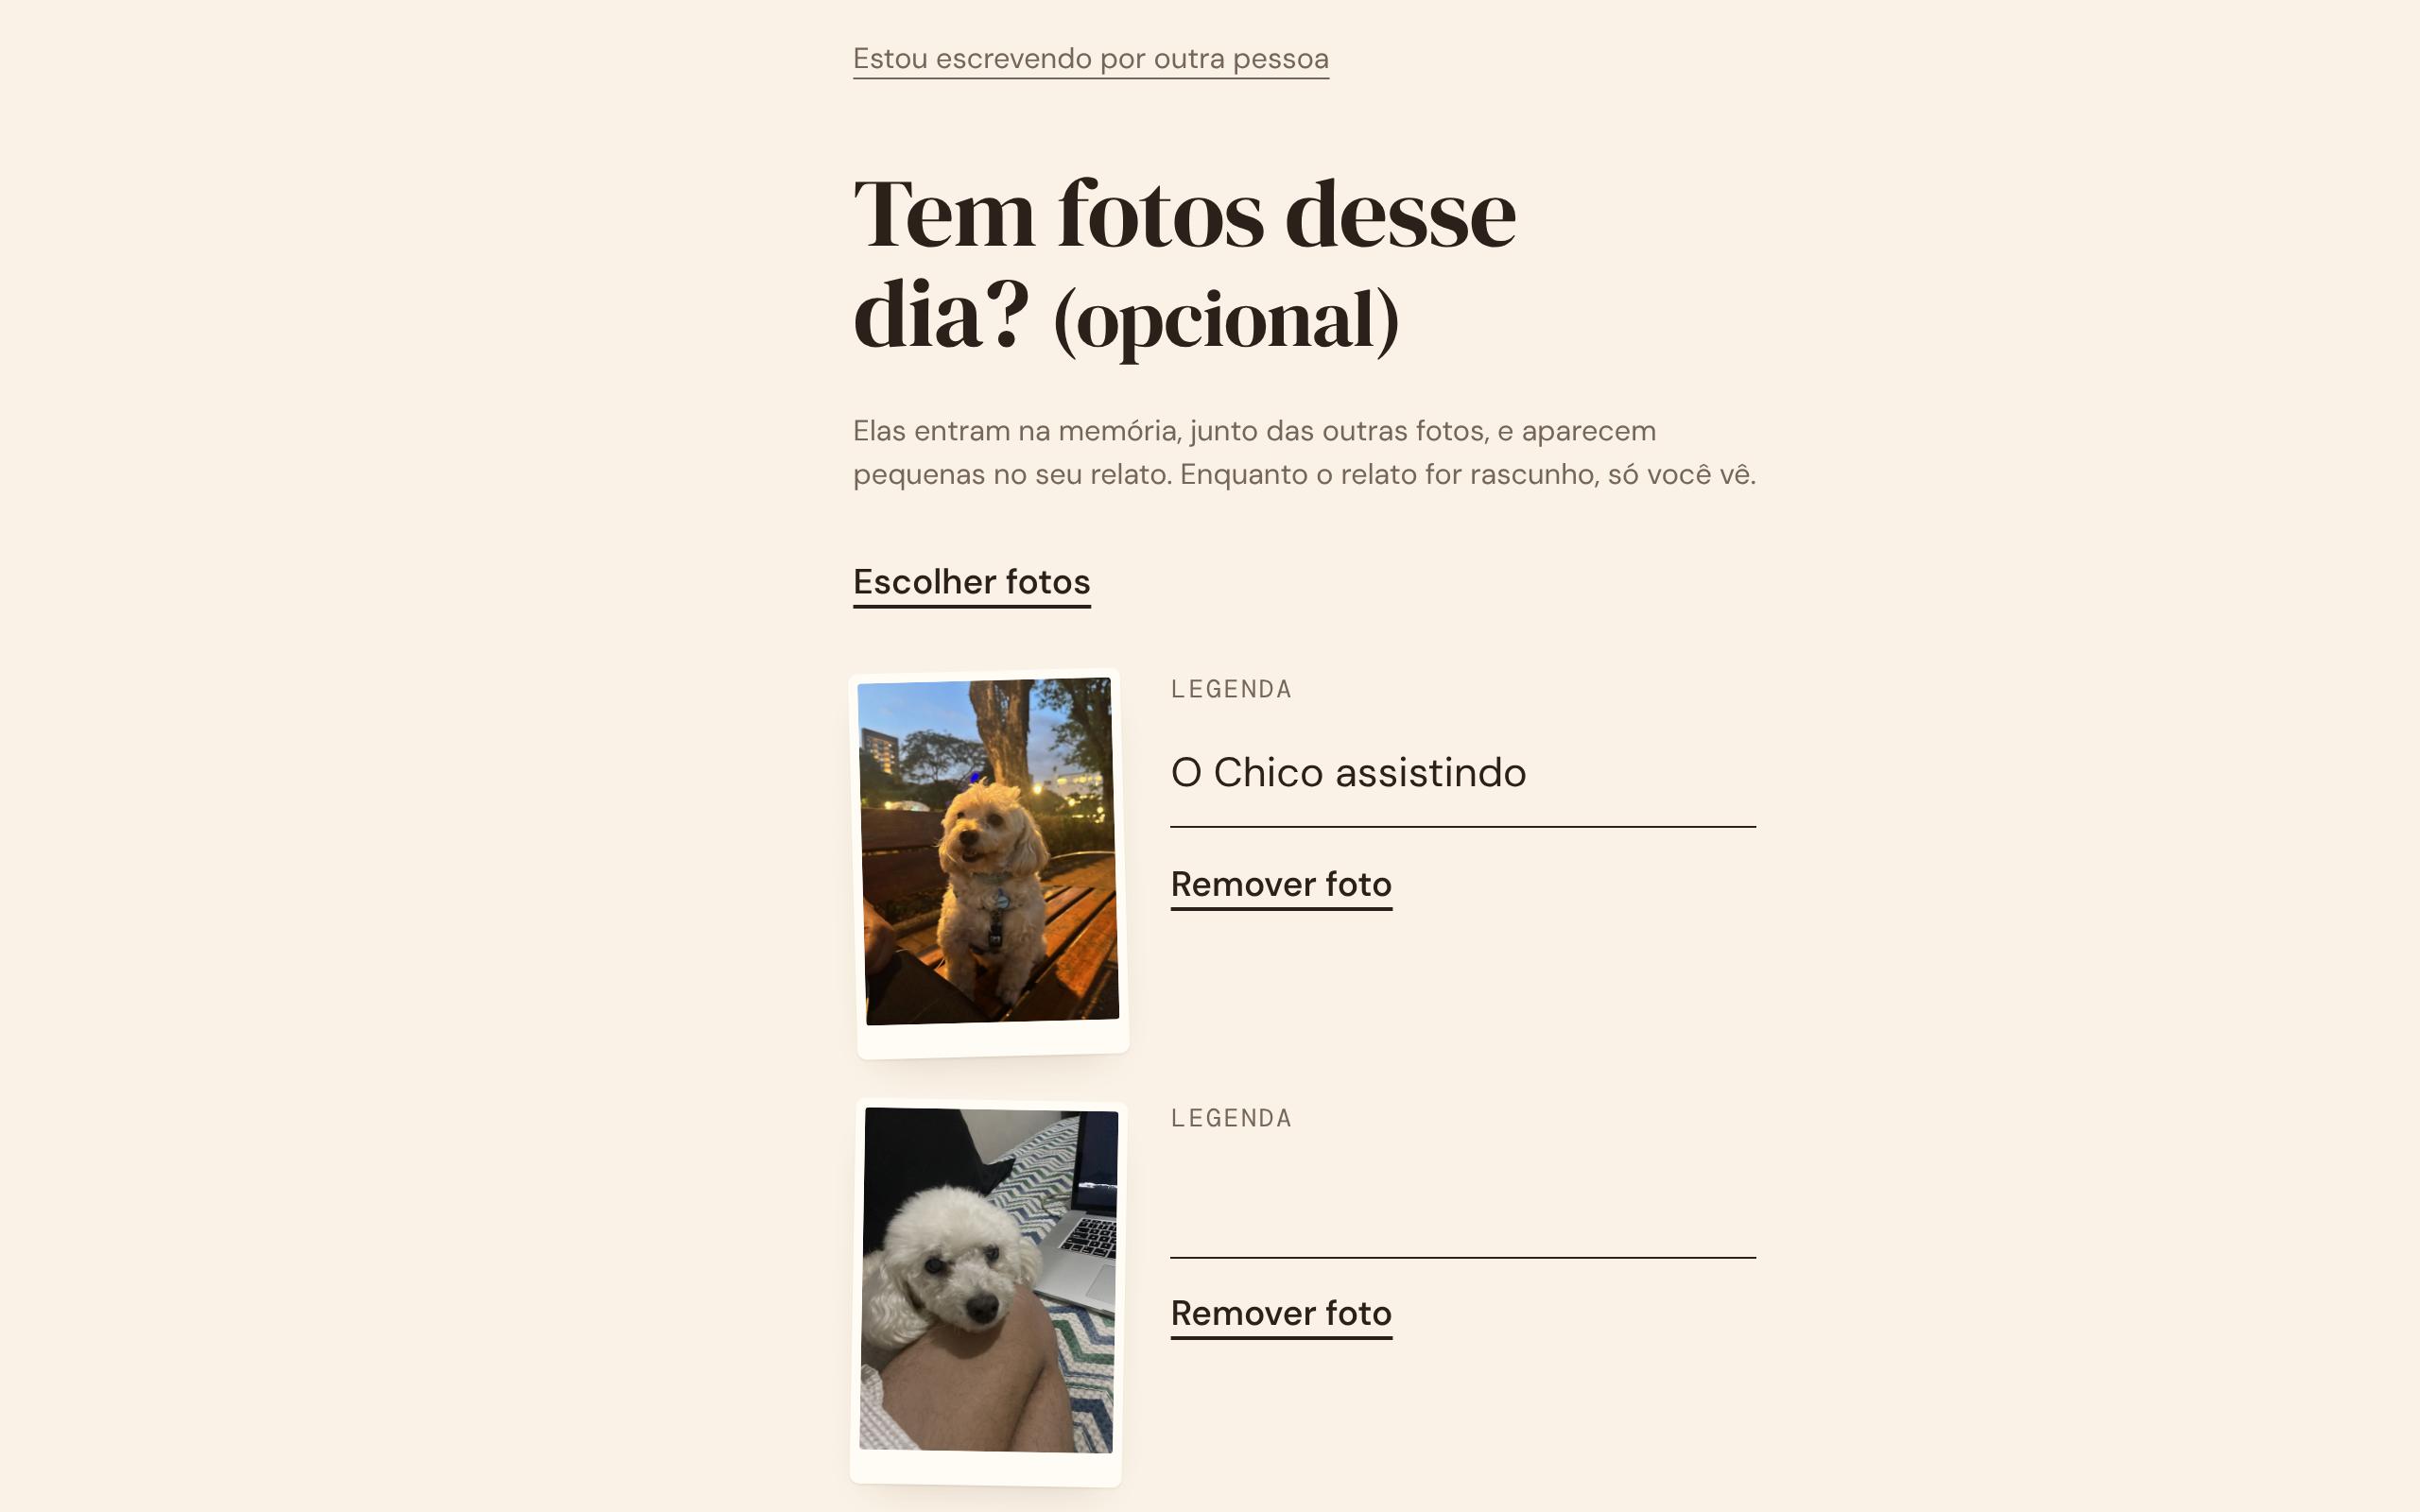 Estou escrevendo por outra pessoa
Tem fotos desse
dia? (opcional)
Elas entram na memória, junto das outras fotos, e aparecem
pequenas no seu relato. Enquanto o relato for rascunho, só você vê.
Escolher fotos
LEGENDA
O Chico assistindo
Remover foto
LEGENDA
Remover foto